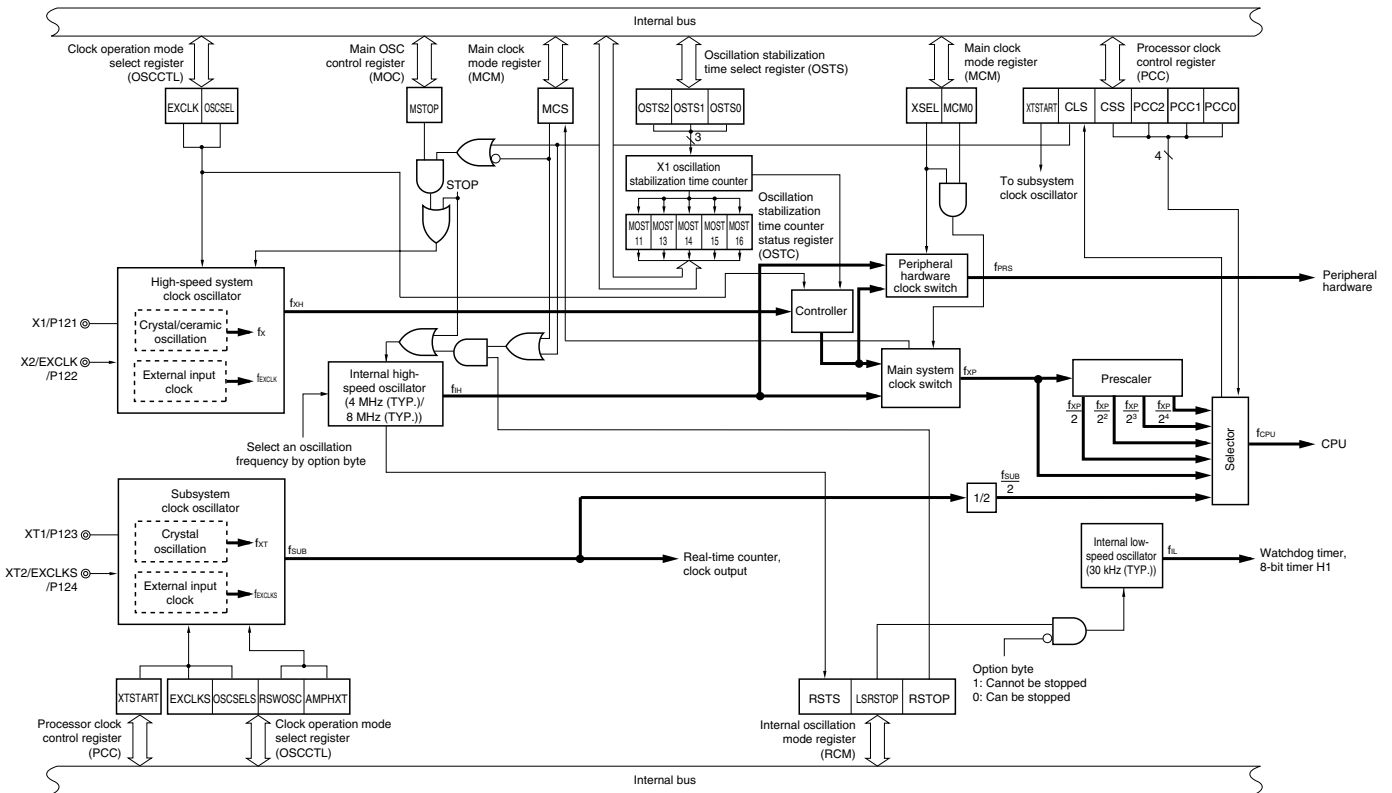 Internal bus
Clock operation mode
select register
(OSCCTL)
Main OSC
control register
(MOC)
Main clock
mode register
(MCM)
Oscillation stabilization
time select register (OSTS)
Main clock
mode register
(MCM)
Processor clock
control register
(PCC)
EXCLK OSCSEL
MSTOP
MCS
OSTS2 OSTS1 OSTS0
XSEL MCM0
XTSTART CLS CSS PCC2 PCC1 PCC0
3
4
X1 oscillation
stabilization time counter
To subsystem
clock oscillator
STOP
MOST 11 MOST 13 MOST 14 MOST 15 MOST 16
Oscillation
stabilization
time counter
status register
(OSTC)
High-speed system
clock oscillator
Crystal/ceramic
oscillation
fX
External input
clock
fEXCLK
X1/P121
X2/EXCLK
/P122
fXH
Controller
Peripheral
hardware
clock switch
fPRS
Peripheral
hardware
Internal high-
speed oscillator
(4 MHz (TYP.)/
8 MHz (TYP.))
fIH
Main system
clock switch
fXP
Prescaler
fXP/2 fXP/2² fXP/2³ fXP/2⁴
Selector
fCPU
CPU
Select an oscillation
frequency by option byte
Subsystem
clock oscillator
Crystal
oscillation
fXT
External input
clock
fEXCLKS
XT1/P123
XT2/EXCLKS
/P124
fSUB
1/2
fSUB/2
Real-time counter,
clock output
Internal low-
speed oscillator
(30 kHz (TYP.))
fIL
Watchdog timer,
8-bit timer H1
Option byte
1: Cannot be stopped
0: Can be stopped
XTSTART
EXCLKS OSCSELS RSWOSC AMPHXT
RSTS LSRSTOP RSTOP
Processor clock
control register
(PCC)
Clock operation mode
select register
(OSCCTL)
Internal oscillation
mode register
(RCM)
Internal bus